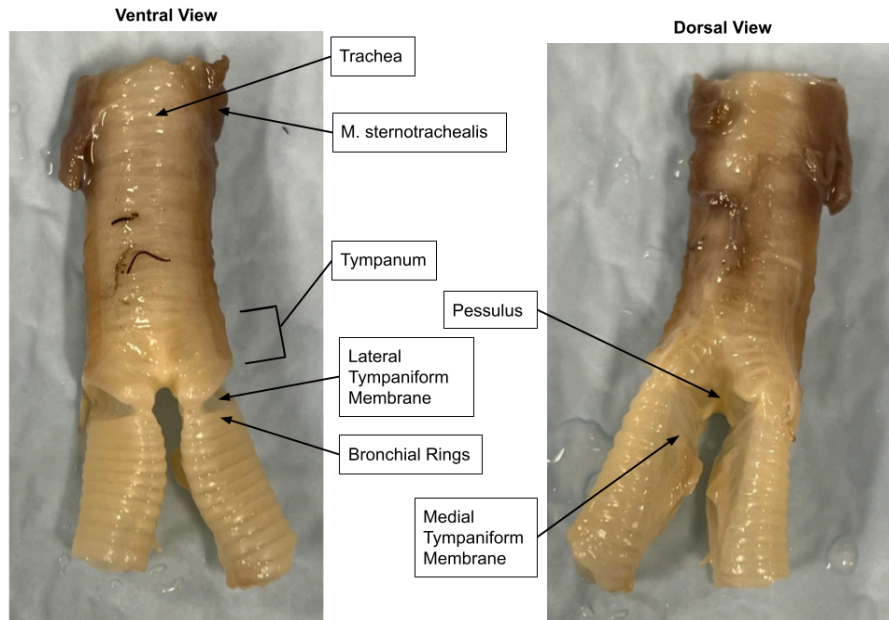 Ventral View
Dorsal View
Trachea
M. sternotrachealis
Tympanum
Pessulus
Lateral
Tympaniform
Membrane
Bronchial Rings
Medial
Tympaniform
Membrane